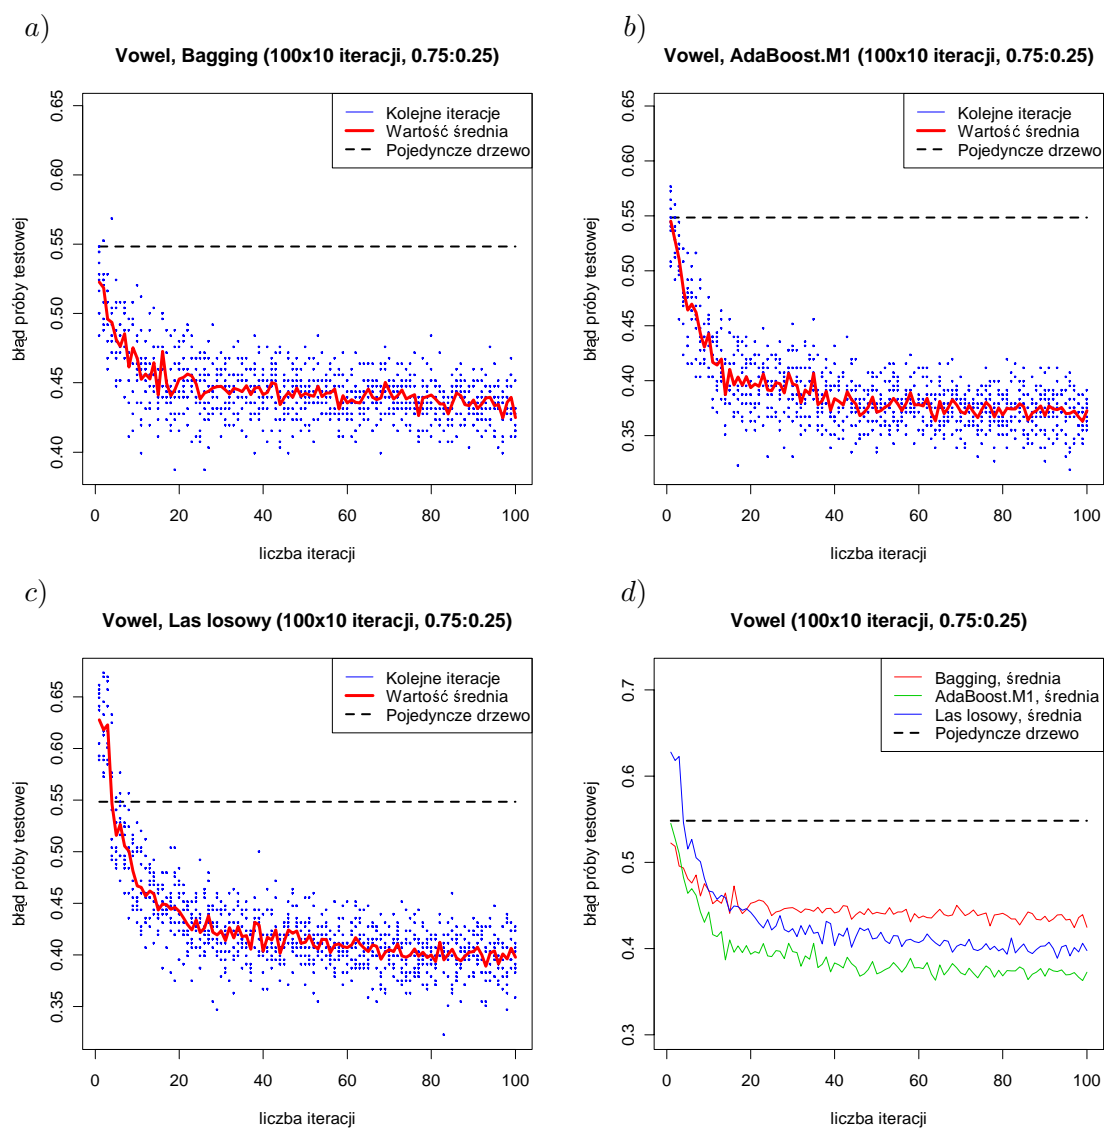 a)
Vowel, Bagging (100x10 iteracji, 0.75:0.25)
Kolejne iteracje
Wartość średnia
Pojedyncze drzewo
błąd próby testowej
0.65
0.60
0.55
0.50
0.45
0.40
0 20 40 60 80 100
liczba iteracji
b)
Vowel, AdaBoost.M1 (100x10 iteracji, 0.75:0.25)
Kolejne iteracje
Wartość średnia
Pojedyncze drzewo
błąd próby testowej
0.65
0.60
0.55
0.50
0.45
0.40
0.35
0 20 40 60 80 100
liczba iteracji
c)
Vowel, Las losowy (100x10 iteracji, 0.75:0.25)
Kolejne iteracje
Wartość średnia
Pojedyncze drzewo
błąd próby testowej
0.65
0.60
0.55
0.50
0.45
0.40
0.35
0 20 40 60 80 100
liczba iteracji
d)
Vowel (100x10 iteracji, 0.75:0.25)
Bagging, średnia
AdaBoost.M1, średnia
Las losowy, średnia
Pojedyncze drzewo
błąd próby testowej
0.7
0.6
0.5
0.4
0.3
0 20 40 60 80 100
liczba iteracji